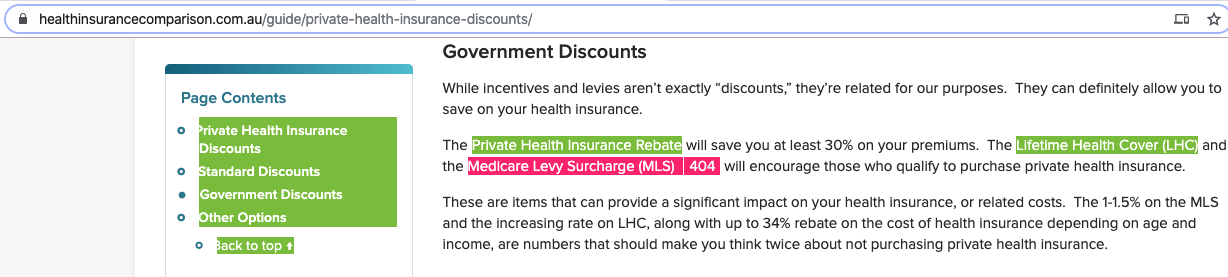 healthinsurancecomparison.com.au/guide/private-health-insurance-discounts/
Page Contents
Private Health Insurance
Discounts
Standard Discounts
Government Discounts
Other Options
Back to top ⬆
Government Discounts
While incentives and levies aren’t exactly “discounts,” they’re related for our purposes. They can definitely allow you to
save on your health insurance.
The Private Health Insurance Rebate will save you at least 30% on your premiums. The Lifetime Health Cover (LHC) and
the Medicare Levy Surcharge (MLS) 404 will encourage those who qualify to purchase private health insurance.
These are items that can provide a significant impact on your health insurance, or related costs. The 1-1.5% on the MLS
and the increasing rate on LHC, along with up to 34% rebate on the cost of health insurance depending on age and
income, are numbers that should make you think twice about not purchasing private health insurance.